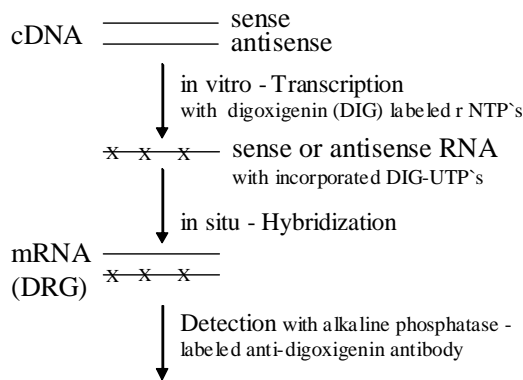 sense
cDNA
antisense
in vitro - Transcription
with digoxigenin (DIG) labeled r NTP`s
X X X
sense or antisense RNA
with incorporated DIG-UTP`s
in situ - Hybridization
mRNA
X X X
(DRG)
Detection with alkaline phosphatase -
labeled anti-digoxigenin antibody